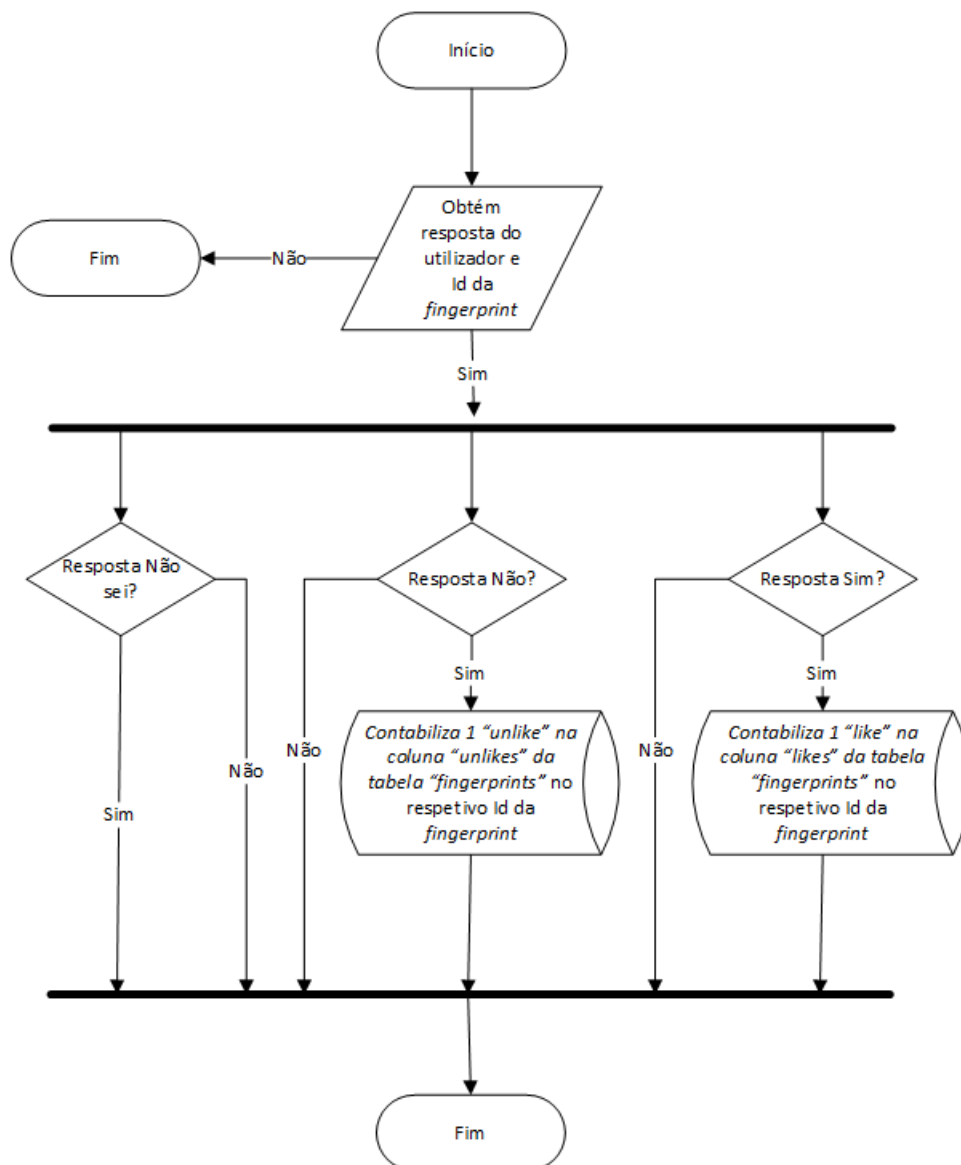 Início
Obtém
resposta do
utilizador e
Id da
fingerprint
Não
Fim
Sim
Resposta Não
sei?
Resposta Não?
Resposta Sim?
Sim
Sim
Contabiliza 1 “unlike” na
coluna “unlikes” da
tabela “fingerprints” no
respetivo Id da
fingerprint
Contabiliza 1 “like” na
coluna “likes” da tabela
“fingerprints” no
respetivo Id da
fingerprint
Não
Não
Não
Sim
Fim